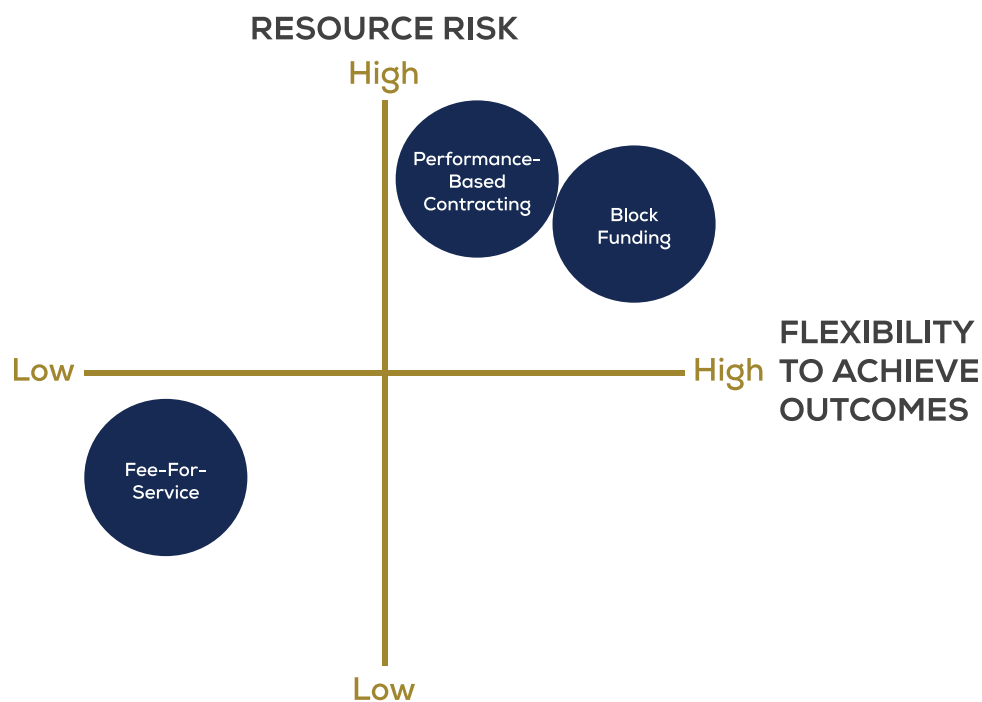 RESOURCE RISK
High
Performance-
Based
Contracting
Block
Funding
Low
High
FLEXIBILITY
TO ACHIEVE
OUTCOMES
Fee-For-
Service
Low